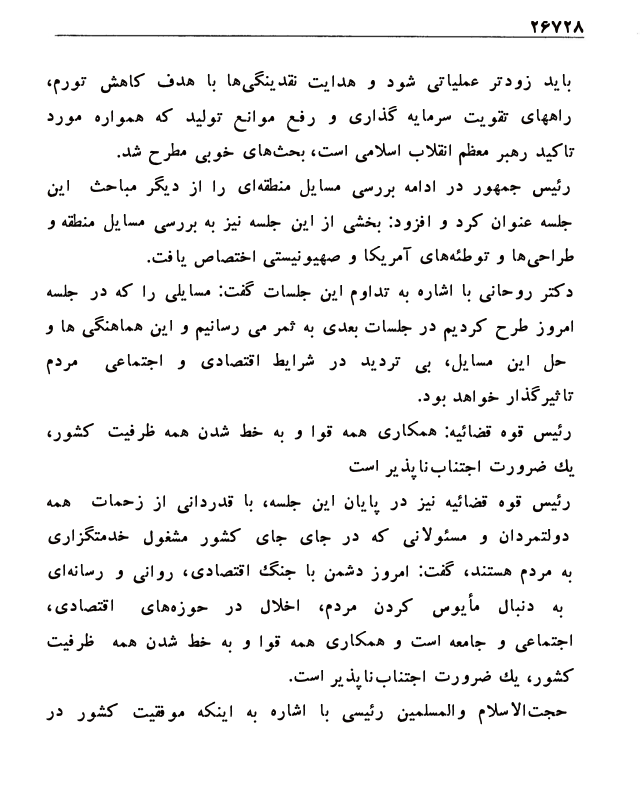 ۲۶۷۲۸
باید زودتر عملیاتی شود و هدایت نقدینگی‌ها با هدف کاهش تورم،
راههای تقویت سرمایه گذاری و رفع موانع تولید که همواره مورد
تاکید رهبر معظم انقلاب اسلامی است، بحث‌های خوبی مطرح شد.
رئیس جمهور در ادامه بررسی مسایل منطقه‌ای را از دیگر مباحث این
جلسه عنوان کرد و افزود: بخشی از این جلسه نیز به بررسی مسایل منطقه و
طراحی‌ها و توطئه‌های آمریکا و صهیونیستی اختصاص یافت.
دکتر روحانی با اشاره به تداوم این جلسات گفت: مسایلی را که در جلسه
امروز طرح کردیم در جلسات بعدی به ثمر می رسانیم و این هماهنگی ها و
حل این مسایل، بی تردید در شرایط اقتصادی و اجتماعی مردم
تاثیرگذار خواهد بود.
رئیس قوه قضائیه: همکاری همه قوا و به خط شدن همه ظرفیت کشور،
یك ضرورت اجتناب‌ناپذیر است
رئیس قوه قضائیه نیز در پایان این جلسه، با قدردانی از زحمات همه
دولتمردان و مسئولانی که در جای جای کشور مشغول خدمتگزاری
به مردم هستند، گفت: امروز دشمن با جنگ اقتصادی، روانی و رسانه‌ای
به دنبال مأیوس کردن مردم، اخلال در حوزه‌های اقتصادی،
اجتماعی و جامعه است و همکاری همه قوا و به خط شدن همه ظرفیت
کشور، یك ضرورت اجتناب‌ناپذیر است.
حجت‌الاسلام والمسلمین رئیسی با اشاره به اینکه موفقیت کشور در